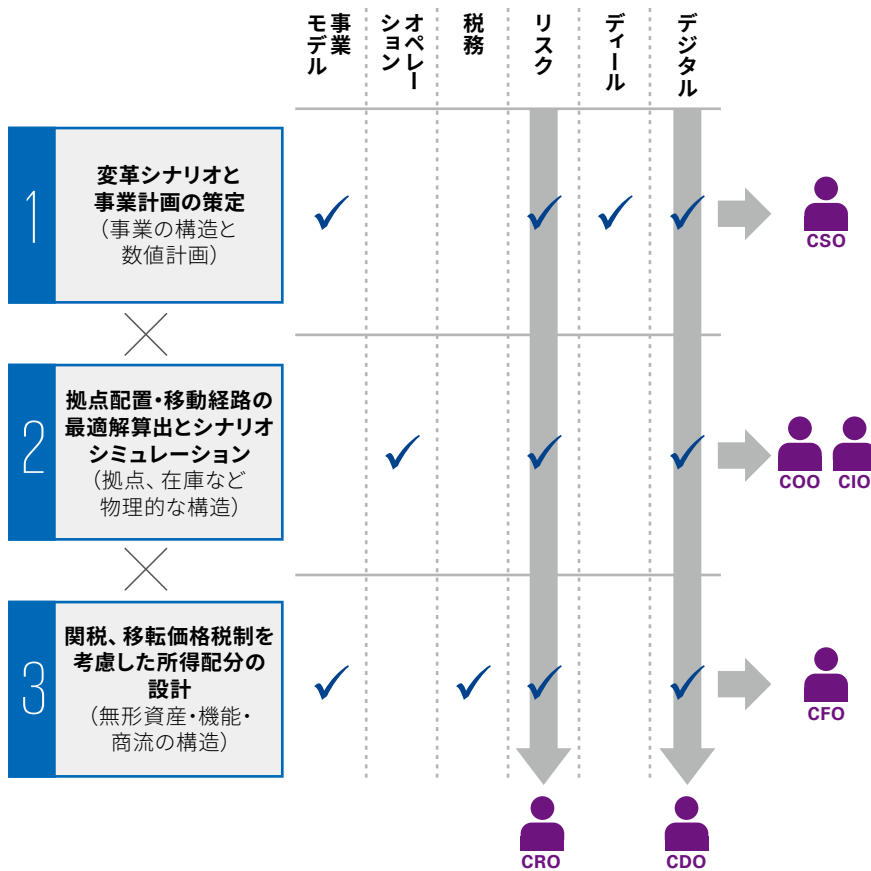 事業
モデル
オペレー
ション
税務
リスク
ディール
デジタル
1
変革シナリオと
事業計画の策定
（事業の構造と
数値計画）
CSO
2
拠点配置・移動経路の
最適解算出とシナリオ
シミュレーション
（拠点、在庫など
物理的な構造）
COO
CIO
3
関税、移転価格税制を
考慮した所得配分の
設計
（無形資産・機能・
商流の構造）
CFO
CRO
CDO